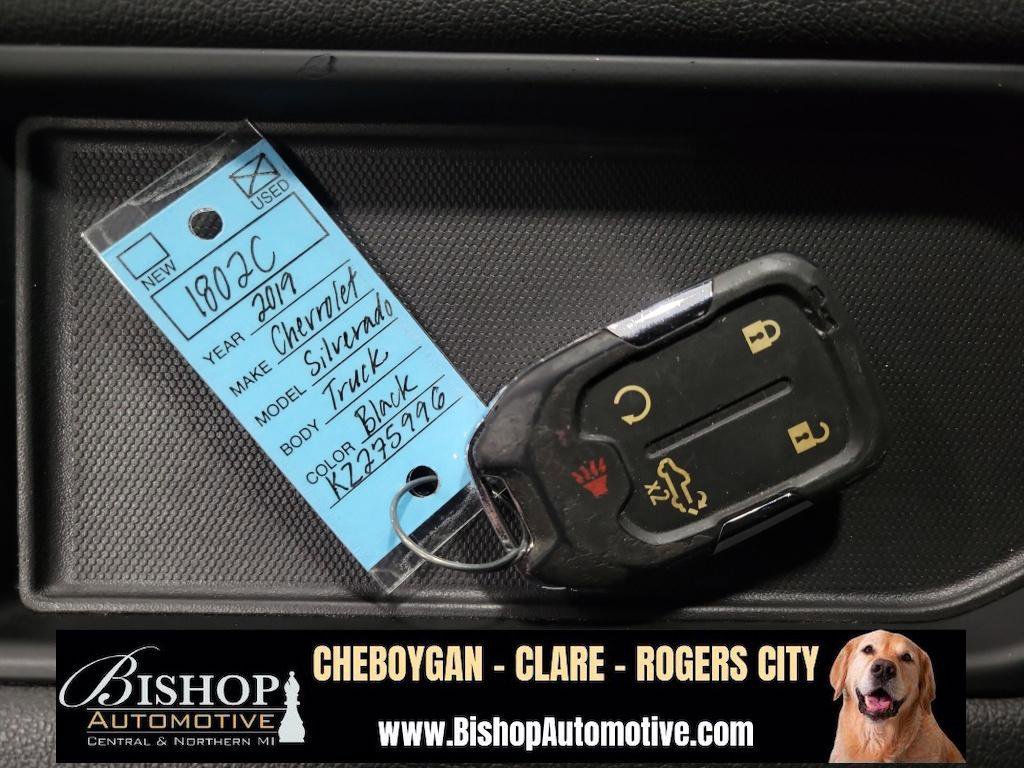 NEW
USED
1802C
YEAR 2019
MAKE Chevrolet
MODEL Silverado
BODY Truck
COLOR Black
KZ275996
X2
BISHOP
AUTOMOTIVE
CENTRAL & NORTHERN MI
CHEBOYGAN - CLARE - ROGERS CITY
www.BishopAutomotive.com